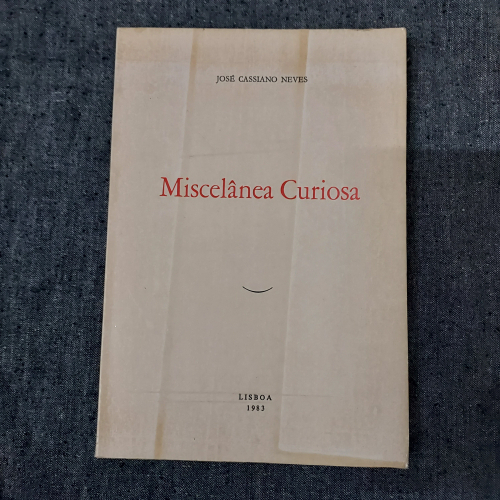 JOSÉ CASSIANO NEVES
Miscelânea Curiosa
LISBOA
1983